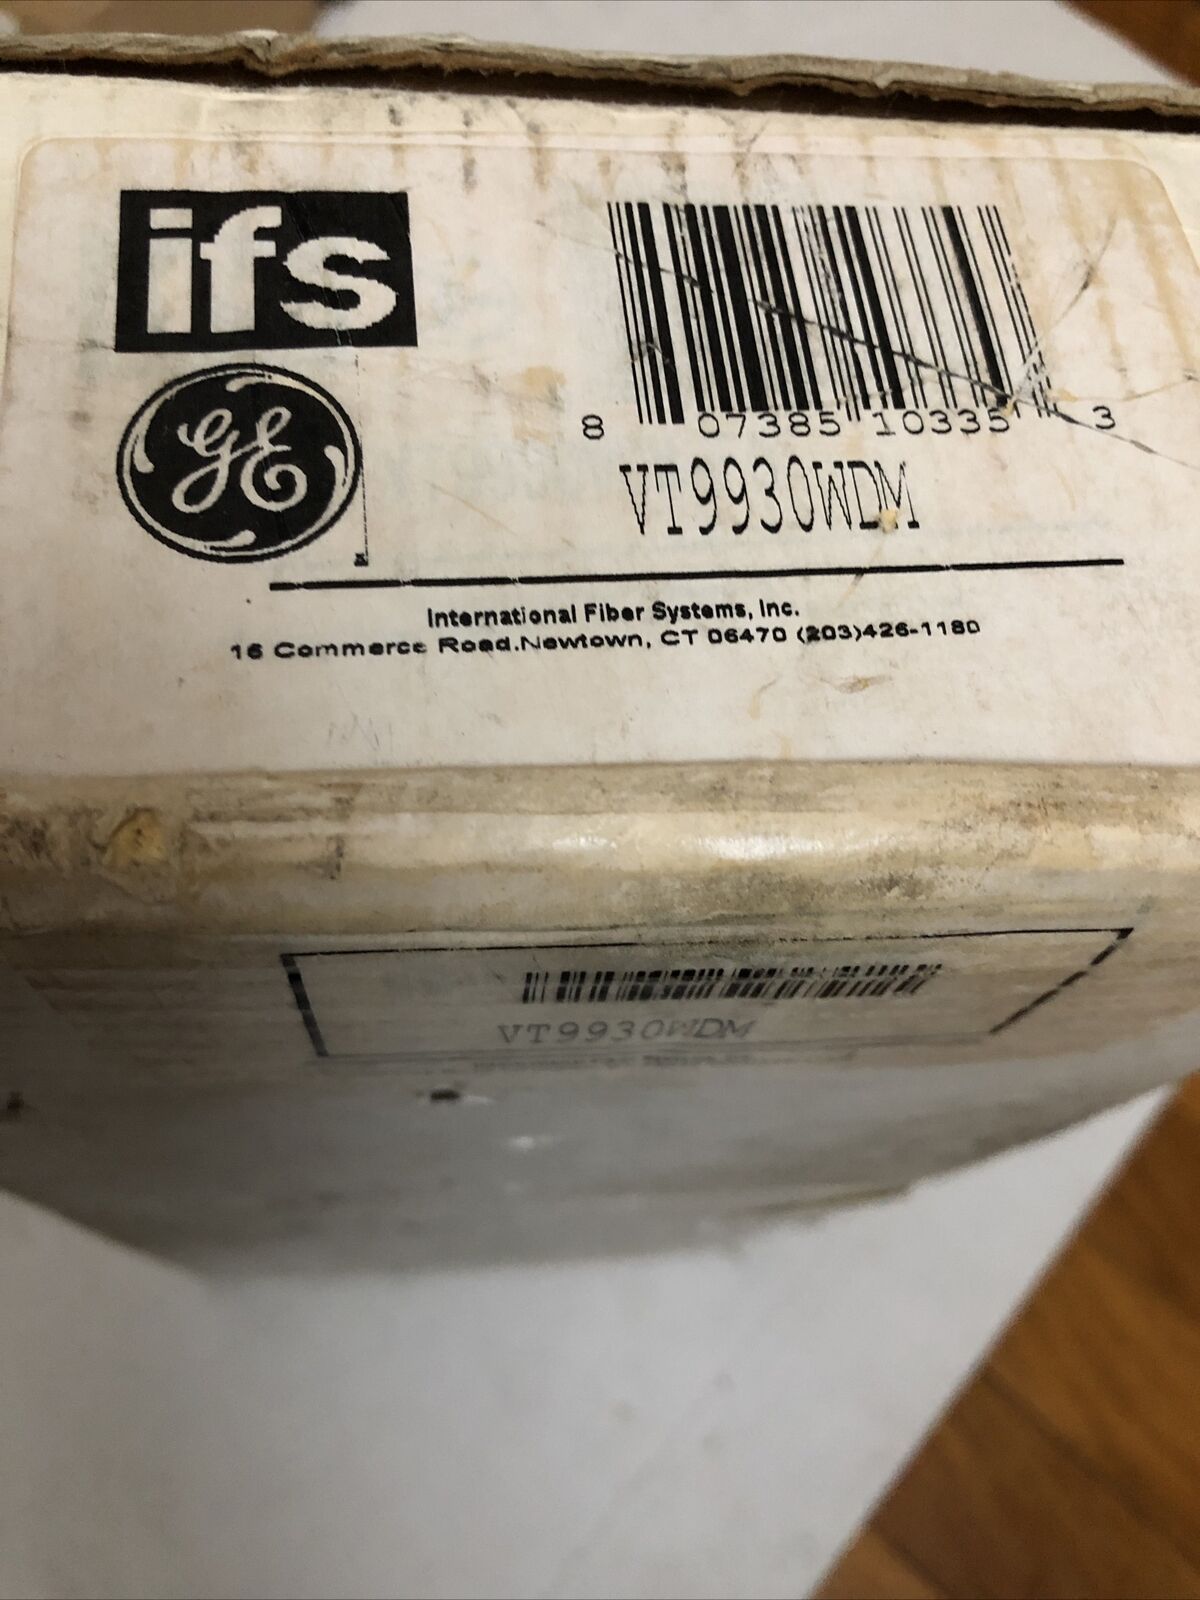 ifs
GE
8 07385 10335 3
VT9930WDM
International Fiber Systems, Inc.
16 Commerce Road.Newtown, CT 06470 (203)426-1180
VT9930WDM